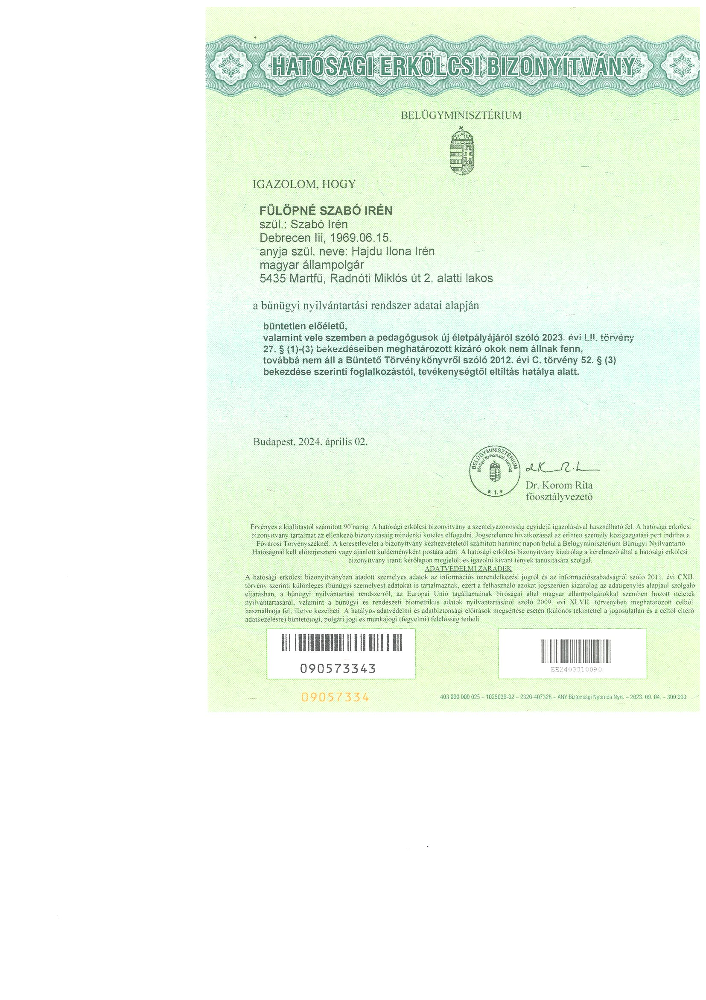 HATÓSÁGI ERKÖLCSI BIZONYÍTVÁNY
BELÜGYMINISZTÉRIUM
IGAZOLOM, HOGY
FÜLÖPNÉ SZABÓ IRÉN
szül.: Szabó Irén
Debrecen Iii, 1969.06.15.
anyja szül. neve: Hajdu Ilona Irén
magyar állampolgár
5435 Martfű, Radnóti Miklós út 2. alatti lakos
a bűnügyi nyilvántartási rendszer adatai alapján
büntetlen előéletű,
valamint vele szemben a pedagógusok új életpályájáról szóló 2023. évi LII. törvény
27. § (1)-(3) bekezdéseiben meghatározott kizáró okok nem állnak fenn,
továbbá nem áll a Büntető Törvénykönyvről szóló 2012. évi C. törvény 52. § (3)
bekezdése szerinti foglalkozástól, tevékenységtől eltiltás hatálya alatt.
Budapest, 2024. április 02.
BELÜGYMINISZTÉRIUM
Bűnügyi Nyilvántartó Hatóság
* 1. *
Dr. Korom Rita
főosztályvezető
Érvényes a kiállítástól számított 90 napig. A hatósági erkölcsi bizonyítvány a személyazonosság egyidejű igazolásával használható fel. A hatósági erkölcsi
bizonyítvány tartalmát az ellenkező bizonyításáig mindenki köteles elfogadni. Jogsérelemre hivatkozással az érintett személy közigazgatási pert indíthat a
Fővárosi Törvényszéknél. A keresetlevelet a bizonyítvány kézhezvételétől számított harminc napon belül a Belügyminisztérium Bűnügyi Nyilvántartó
Hatóságnál kell előterjeszteni vagy ajánlott küldeményként postára adni. A hatósági erkölcsi bizonyítvány kizárólag a kérelmező által a hatósági erkölcsi
bizonyítvány iránti kérőlapon megjelölt és igazolni kívánt tények tanúsítására szolgál.
ADATVÉDELMI ZÁRADÉK
A hatósági erkölcsi bizonyítványban átadott személyes adatok az információs önrendelkezési jogról és az információszabadságról szóló 2011. évi CXII.
törvény szerinti különleges (bűnügyi személyes) adatokat is tartalmaznak, ezért a felhasználó azokat jogszerűen kizárólag az adatigénylés alapjául szolgáló
eljárásban, a bűnügyi nyilvántartási rendszerről, az Európai Unió tagállamainak bíróságai által magyar állampolgárokkal szemben hozott ítéletek
nyilvántartásáról, valamint a bűnügyi és rendészeti biometrikus adatok nyilvántartásáról szóló 2009. évi XLVII. törvényben meghatározott célból
használhatja fel, illetve kezelheti. A hatályos adatvédelmi és adatbiztonsági előírások megsértése esetén (különös tekintettel a jogosulatlan és a céltól eltérő
adatkezelésre) büntetőjogi, polgári jogi és munkajogi (fegyelmi) felelősség terheli.
090573343
EE2403310090
09057334
403 000 000 025 – 1025039-02 – 2320-407328 – ANY Biztonsági Nyomda Nyrt. – 2023. 09. 04. – 300.000